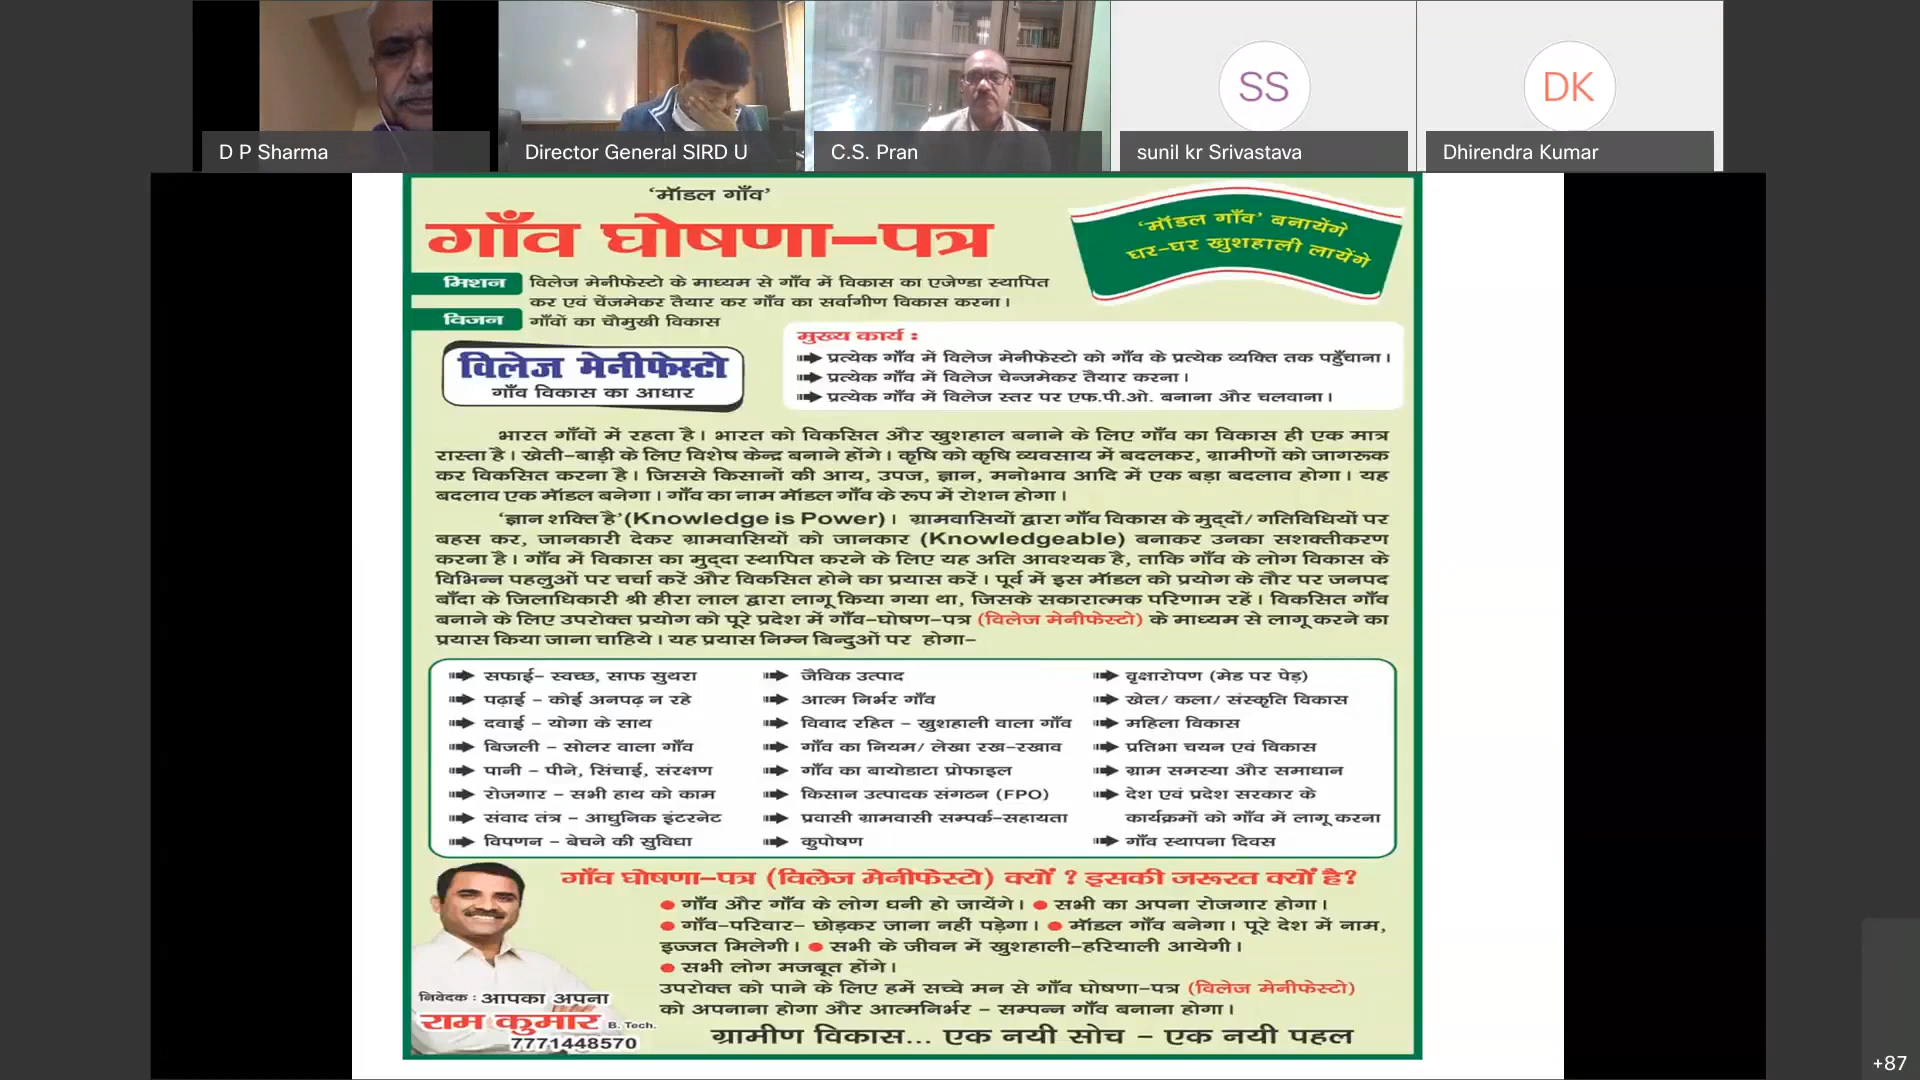 SS
DK
D P Sharma
Director General SIRD U
C.S. Pran
sunil kr Srivastava
Dhirendra Kumar
‘मॉडल गाँव’
गाँव घोषणा–पत्र
‘मॉडल गाँव’ बनायेंगे
घर–घर खुशहाली लायेंगे
मिशन विलेज मेनीफेस्टो के माध्यम से गाँव में विकास का एजेण्डा स्थापित
कर एवं चेंजमेकर तैयार कर गाँव का सर्वागीण विकास करना।
विजन गाँवों का चौमुखी विकास
विलेज मेनीफेस्टो
गाँव विकास का आधार
मुख्य कार्य :
प्रत्येक गाँव में विलेज मेनीफेस्टो को गाँव के प्रत्येक व्यक्ति तक पहुँचाना।
प्रत्येक गाँव में विलेज चेन्जमेकर तैयार करना।
प्रत्येक गाँव में विलेज स्तर पर एफ.पी.ओ. बनाना और चलवाना।
भारत गाँवों में रहता है। भारत को विकसित और खुशहाल बनाने के लिए गाँव का विकास ही एक मात्र
रास्ता है। खेती–बाड़ी के लिए विशेष केन्द्र बनाने होंगे। कृषि को कृषि व्यवसाय में बदलकर, ग्रामीणों को जागरूक
कर विकसित करना है। जिससे किसानों की आय, उपज, ज्ञान, मनोभाव आदि में एक बड़ा बदलाव होगा। यह
बदलाव एक मॉडल बनेगा। गाँव का नाम मॉडल गाँव के रूप में रोशन होगा।
‘ज्ञान शक्ति है’(Knowledge is Power)। ग्रामवासियों द्वारा गाँव विकास के मुद्दों/ गतिविधियों पर
बहस कर, जानकारी देकर ग्रामवासियों को जानकार (Knowledgeable) बनाकर उनका सशक्तीकरण
करना है। गाँव में विकास का मुद्दा स्थापित करने के लिए यह अति आवश्यक है, ताकि गाँव के लोग विकास के
विभिन्न पहलुओं पर चर्चा करें और विकसित होने का प्रयास करें। पूर्व में इस मॉडल को प्रयोग के तौर पर जनपद
बाँदा के जिलाधिकारी श्री हीरा लाल द्वारा लागू किया गया था, जिसके सकारात्मक परिणाम रहें। विकसित गाँव
बनाने के लिए उपरोक्त प्रयोग को पूरे प्रदेश में गाँव–घोषण–पत्र (विलेज मेनीफेस्टो) के माध्यम से लागू करने का
प्रयास किया जाना चाहिये। यह प्रयास निम्न बिन्दुओं पर होगा–
सफाई– स्वच्छ, साफ सुथरा
पढ़ाई – कोई अनपढ़ न रहे
दवाई – योगा के साथ
बिजली – सोलर वाला गाँव
पानी – पीने, सिंचाई, संरक्षण
रोजगार – सभी हाथ को काम
संवाद तंत्र – आधुनिक इंटरनेट
विपणन – बेचने की सुविधा
जैविक उत्पाद
आत्म निर्भर गाँव
विवाद रहित – खुशहाली वाला गाँव
गाँव का नियम/ लेखा रख–रखाव
गाँव का बायोडाटा प्रोफाइल
किसान उत्पादक संगठन (FPO)
प्रवासी ग्रामवासी सम्पर्क–सहायता
कुपोषण
वृक्षारोपण (मेड पर पेड़)
खेल/ कला/ संस्कृति विकास
महिला विकास
प्रतिभा चयन एवं विकास
ग्राम समस्या और समाधान
देश एवं प्रदेश सरकार के
कार्यक्रमों को गाँव में लागू करना
गाँव स्थापना दिवस
गाँव घोषणा–पत्र (विलेज मेनीफेस्टो) क्यों ? इसकी जरूरत क्यों है?
● गाँव और गाँव के लोग धनी हो जायेंगे। ● सभी का अपना रोजगार होगा।
● गाँव–परिवार– छोड़कर जाना नहीं पड़ेगा। ● मॉडल गाँव बनेगा। पूरे देश में नाम,
इज्जत मिलेगी। ● सभी के जीवन में खुशहाली–हरियाली आयेगी।
● सभी लोग मजबूत होंगे।
उपरोक्त को पाने के लिए हमें सच्चे मन से गाँव घोषणा–पत्र (विलेज मेनीफेस्टो)
को अपनाना होगा और आत्मनिर्भर – सम्पन्न गाँव बनाना होगा।
ग्रामीण विकास... एक नयी सोच – एक नयी पहल
निवेदक : आपका अपना
राम कुमार B. Tech.
7771448570
+87